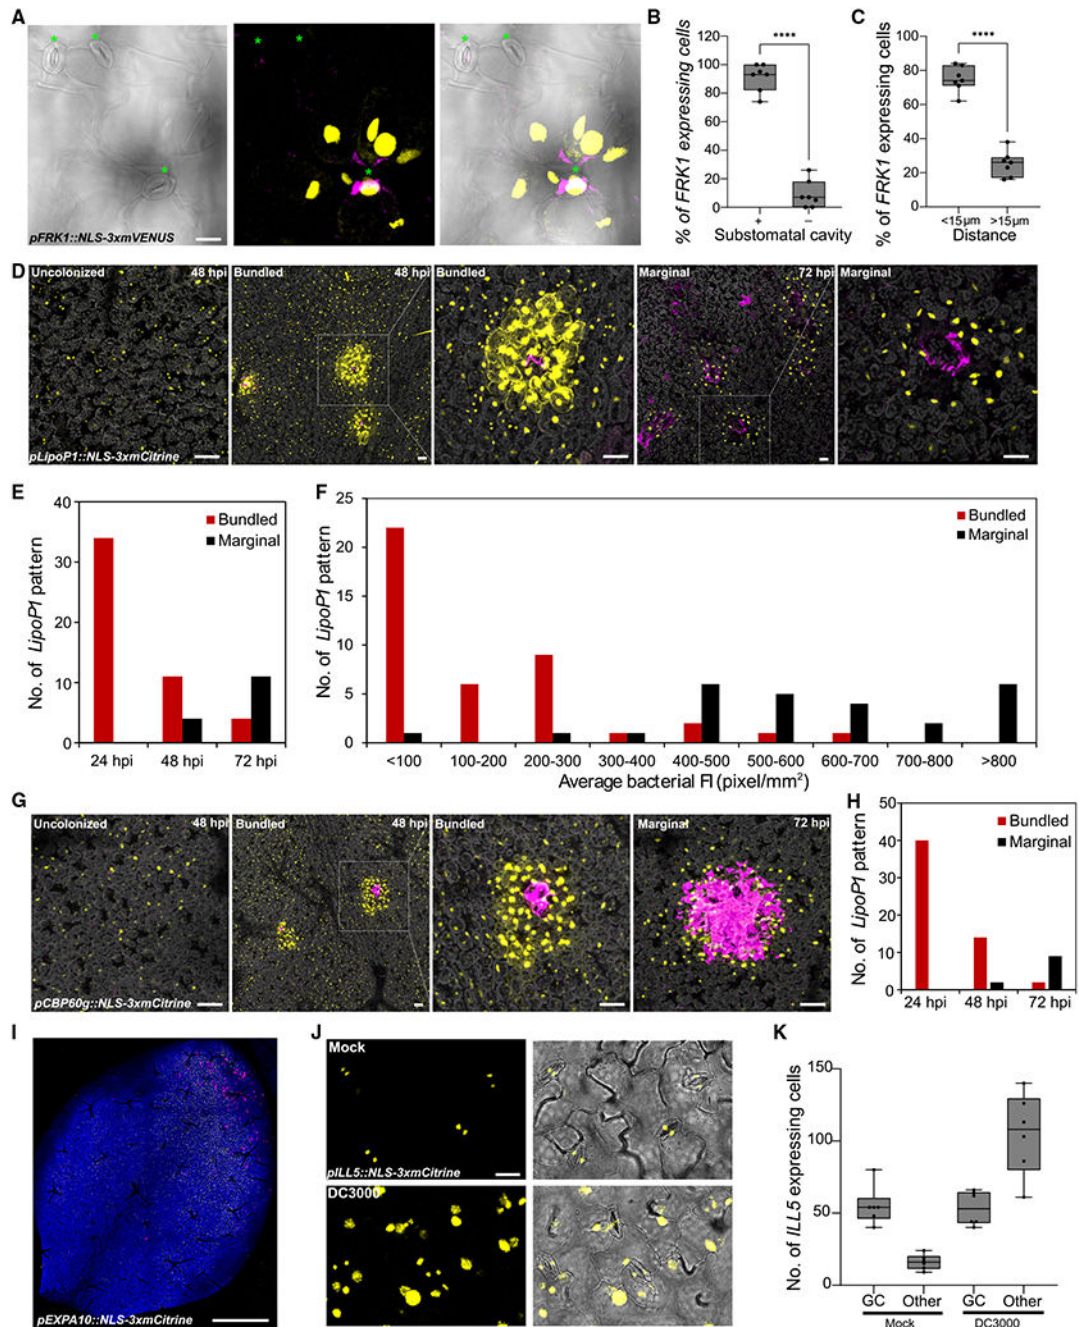 A
pFRK1::NLS-3xmVENUS
B
% of FRK1 expressing cells
120
100
80
60
40
20
0
****
+ −
Substomatal cavity
C
% of FRK1 expressing cells
100
80
60
40
20
0
****
<15µm >15µm
Distance
D
Uncolonized 48 hpi
pLipoP1::NLS-3xmCitrine
Bundled 48 hpi
Bundled
Marginal 72 hpi
Marginal
E
No. of LipoP1 pattern
40
30
20
10
0
Bundled
Marginal
24 hpi 48 hpi 72 hpi
F
No. of LipoP1 pattern
25
20
15
10
5
0
Bundled
Marginal
<100 100-200 200-300 300-400 400-500 500-600 600-700 700-800 >800
Average bacterial FI (pixel/mm²)
G
Uncolonized 48 hpi
pCBP60g::NLS-3xmCitrine
Bundled 48 hpi
Bundled
Marginal 72 hpi
H
No. of LipoP1 pattern
50
40
30
20
10
0
Bundled
Marginal
24 hpi 48 hpi 72 hpi
I
pEXPA10::NLS-3xmCitrine
J
Mock
pILL5::NLS-3xmCitrine
DC3000
K
No. of ILL5 expressing cells
150
100
50
0
GC Other GC Other
Mock DC3000